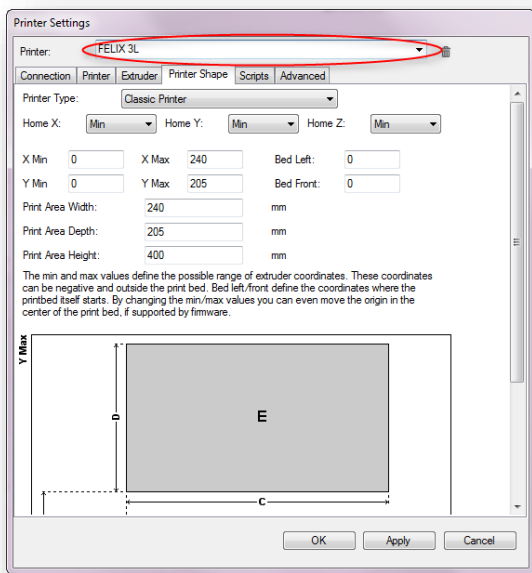 Printer Settings
Printer: FELIX 3L
Connection Printer Extruder Printer Shape Scripts Advanced
Printer Type: Classic Printer
Home X: Min Home Y: Min Home Z: Min
X Min 0 X Max 240 Bed Left: 0
Y Min 0 Y Max 205 Bed Front: 0
Print Area Width: 240 mm
Print Area Depth: 205 mm
Print Area Height: 400 mm
The min and max values define the possible range of extruder coordinates. These coordinates
can be negative and outside the print bed. Bed left/front define the coordinates where the
printbed itself starts. By changing the min/max values you can even move the origin in the
center of the print bed, if supported by firmware.
Y Max
D
E
C
OK Apply Cancel